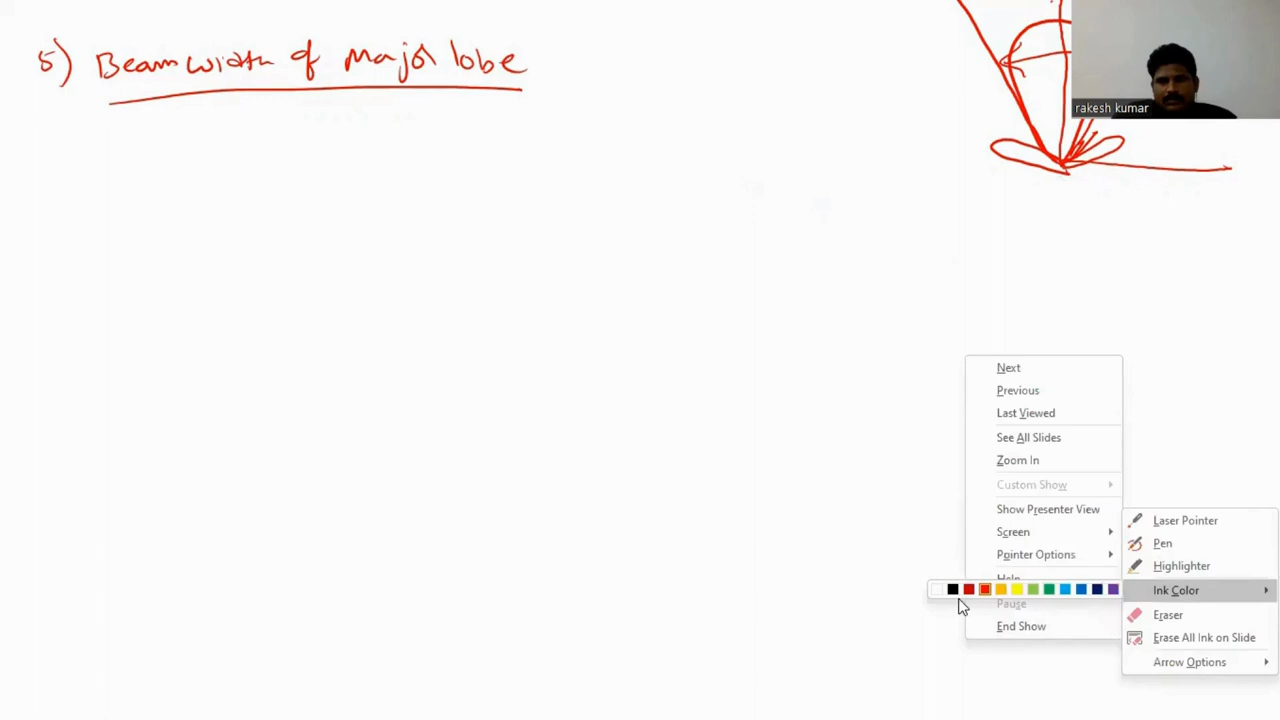 5) Beamwidth of Major lobe
rakesh kumar
Next
Previous
Last Viewed
See All Slides
Zoom In
Custom Show
Show Presenter View
Screen
Pointer Options
Help
Pause
End Show
Laser Pointer
Pen
Highlighter
Ink Color
Eraser
Erase All Ink on Slide
Arrow Options